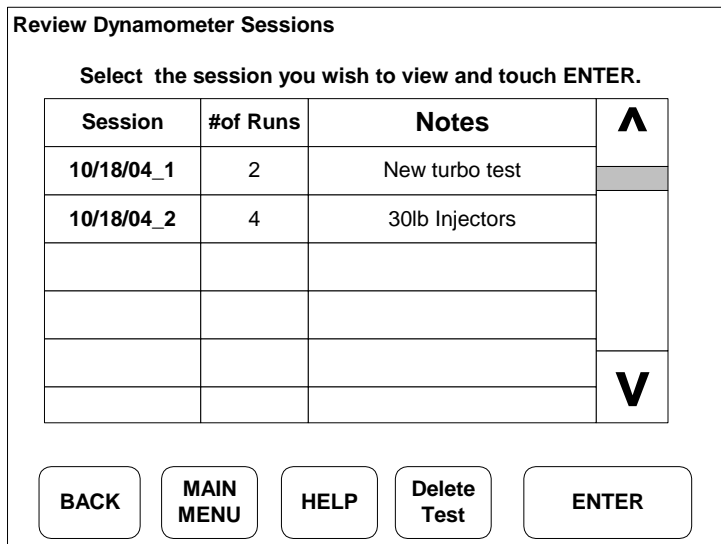 Review Dynamometer Sessions
Select the session you wish to view and touch ENTER.
Session #of Runs Notes
10/18/04_1 2 New turbo test
10/18/04_2 4 30lb Injectors
BACK MAIN MENU HELP Delete Test ENTER